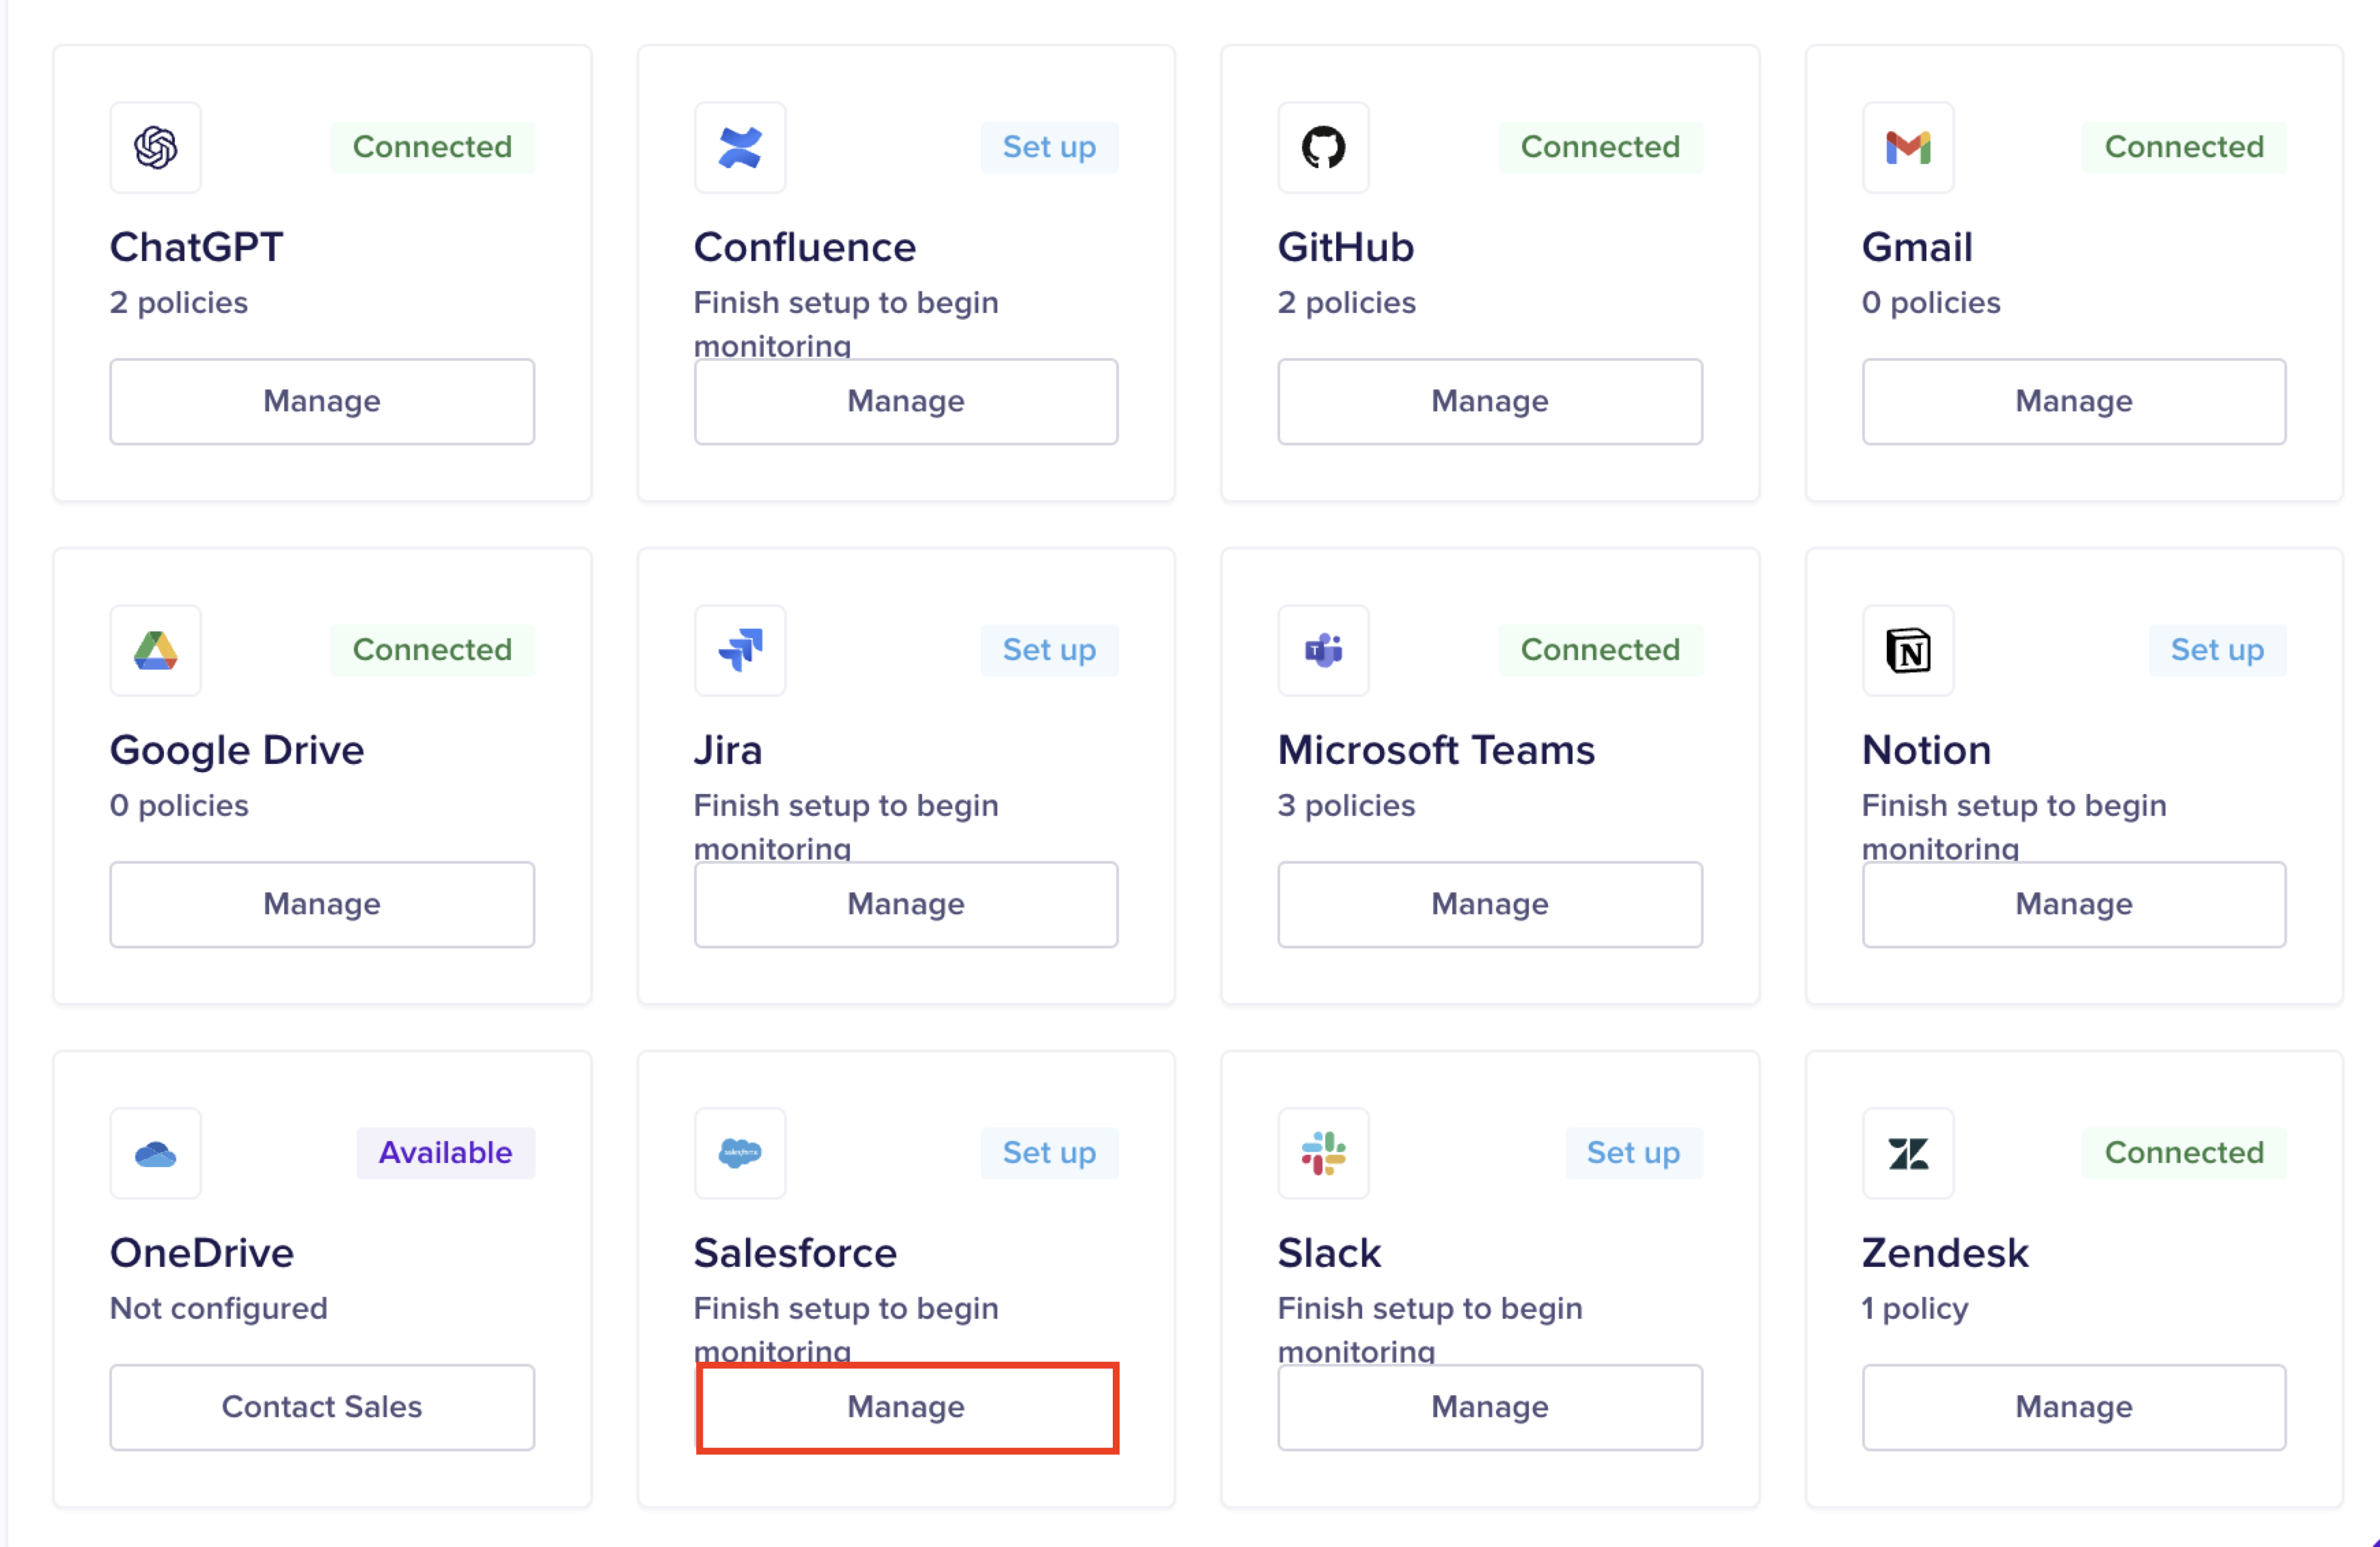 Connected
ChatGPT
2 policies
Manage
Set up
Confluence
Finish setup to begin
monitoring
Manage
Connected
GitHub
2 policies
Manage
Connected
Gmail
0 policies
Manage
Connected
Google Drive
0 policies
Manage
Set up
Jira
Finish setup to begin
monitoring
Manage
T
Connected
Microsoft Teams
3 policies
Manage
N
Set up
Notion
Finish setup to begin
monitoring
Manage
Available
OneDrive
Not configured
Contact Sales
salesforce
Set up
Salesforce
Finish setup to begin
monitoring
Manage
Set up
Slack
Finish setup to begin
monitoring
Manage
Connected
Zendesk
1 policy
Manage